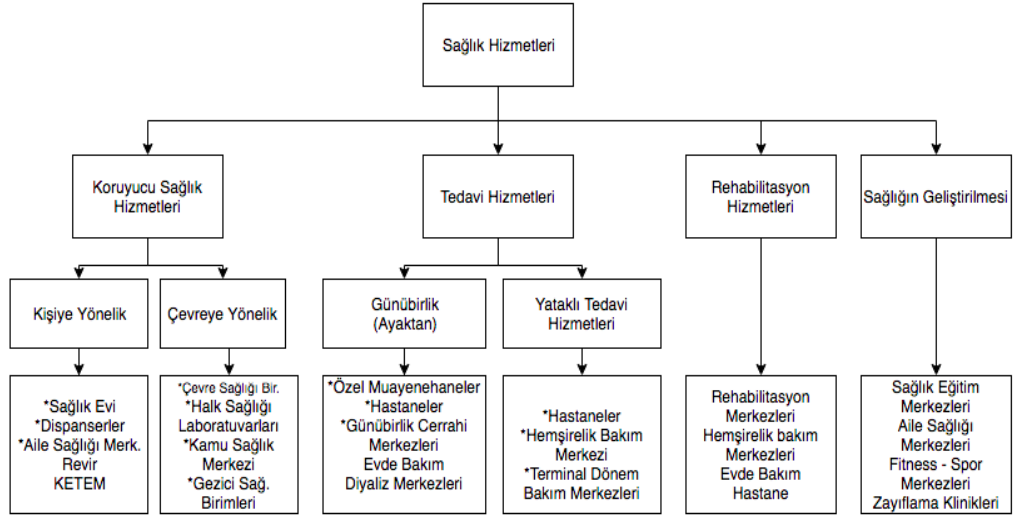 Sağlık Hizmetleri
Koruyucu Sağlık
Hizmetleri
Tedavi Hizmetleri
Rehabilitasyon
Hizmetleri
Sağlığın Geliştirilmesi
Kişiye Yönelik
Çevreye Yönelik
Günübirlik
(Ayaktan)
Yataklı Tedavi
Hizmetleri
*Sağlık Evi
*Dispanserler
*Aile Sağlığı Merk.
Revir
KETEM
*Çevre Sağlığı Bir.
*Halk Sağlığı
Laboratuvarları
*Kamu Sağlık
Merkezi
*Gezici Sağ.
Birimleri
*Özel Muayenehaneler
*Hastaneler
*Günübirlik Cerrahi
Merkezleri
Evde Bakım
Diyaliz Merkezleri
*Hastaneler
*Hemşirelik Bakım
Merkezi
*Terminal Dönem
Bakım Merkezleri
Rehabilitasyon
Merkezleri
Hemşirelik bakım
Merkezleri
Evde Bakım
Hastane
Sağlık Eğitim
Merkezleri
Aile Sağlığı
Merkezleri
Fitness - Spor
Merkezleri
Zayıflama Klinikleri